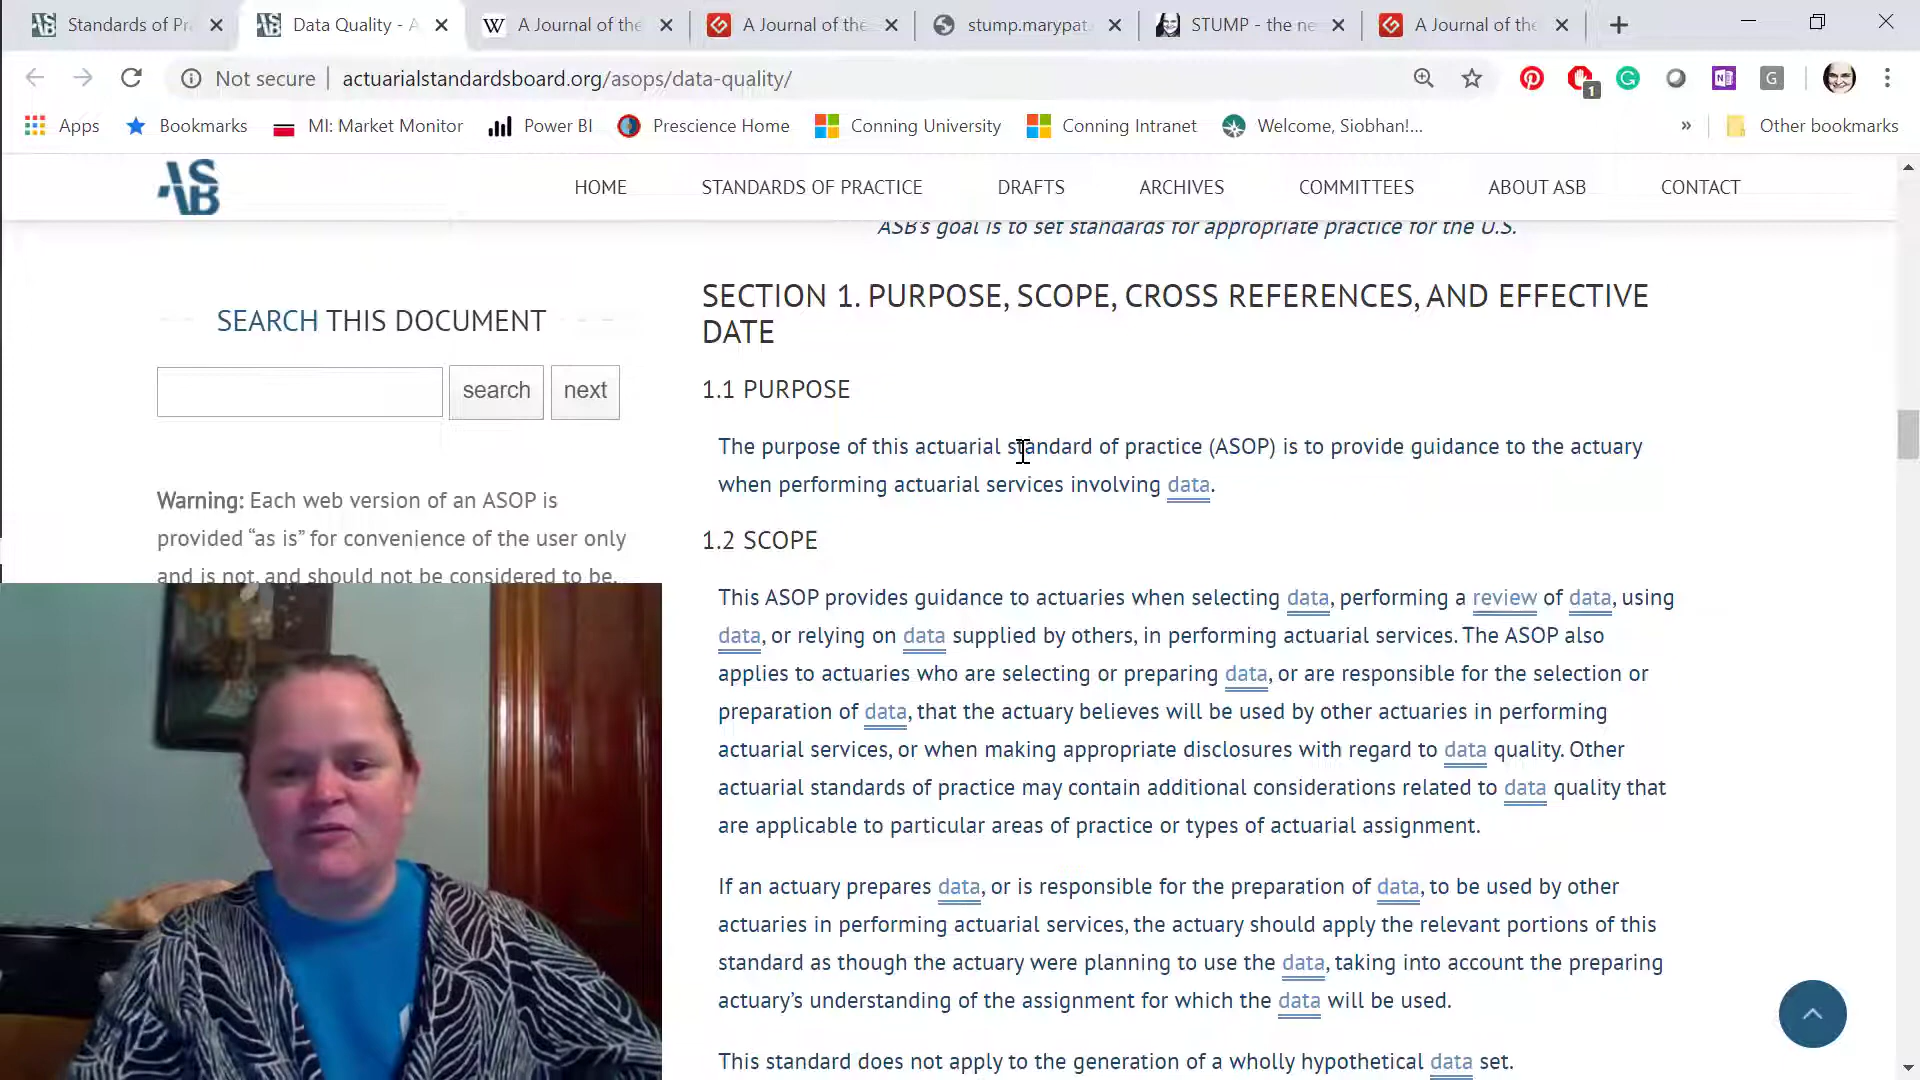 Standards of Pr
Data Quality - A
A Journal of the
A Journal of the
stump.marypat.
STUMP - the ne
A Journal of the
Not secure
actuarialstandardsboard.org/asops/data-quality/
1
G
Apps
Bookmarks
MI: Market Monitor
Power BI
Prescience Home
Conning University
Conning Intranet
Welcome, Siobhan!...
»
Other bookmarks
ASB
HOME
STANDARDS OF PRACTICE
DRAFTS
ARCHIVES
COMMITTEES
ABOUT ASB
CONTACT
ASB's goal is to set standards for appropriate practice for the U.S.
SEARCH THIS DOCUMENT
search
next
Warning: Each web version of an ASOP is
provided “as is” for convenience of the user only
and is not, and should not be considered to be,
SECTION 1. PURPOSE, SCOPE, CROSS REFERENCES, AND EFFECTIVE
DATE
1.1 PURPOSE
The purpose of this actuarial standard of practice (ASOP) is to provide guidance to the actuary
when performing actuarial services involving data.
1.2 SCOPE
This ASOP provides guidance to actuaries when selecting data, performing a review of data, using
data, or relying on data supplied by others, in performing actuarial services. The ASOP also
applies to actuaries who are selecting or preparing data, or are responsible for the selection or
preparation of data, that the actuary believes will be used by other actuaries in performing
actuarial services, or when making appropriate disclosures with regard to data quality. Other
actuarial standards of practice may contain additional considerations related to data quality that
are applicable to particular areas of practice or types of actuarial assignment.
If an actuary prepares data, or is responsible for the preparation of data, to be used by other
actuaries in performing actuarial services, the actuary should apply the relevant portions of this
standard as though the actuary were planning to use the data, taking into account the preparing
actuary’s understanding of the assignment for which the data will be used.
This standard does not apply to the generation of a wholly hypothetical data set.